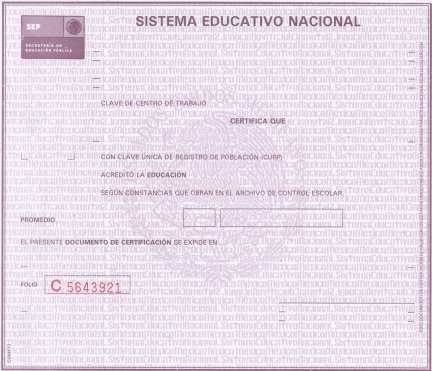 SISTEMA EDUCATIVO NACIONAL
SEP
SECRETARÍA DE
EDUCACIÓN PÚBLICA
CLAVE DE CENTRO DE TRABAJO
CERTIFICA QUE
CON CLAVE ÚNICA DE REGISTRO DE POBLACIÓN (CURP)
ACREDITÓ LA EDUCACIÓN
SEGÚN CONSTANCIAS QUE OBRAN EN EL ARCHIVO DE CONTROL ESCOLAR.
PROMEDIO
EL PRESENTE DOCUMENTO DE CERTIFICACIÓN SE EXPIDE EN
FOLIO C 5643921